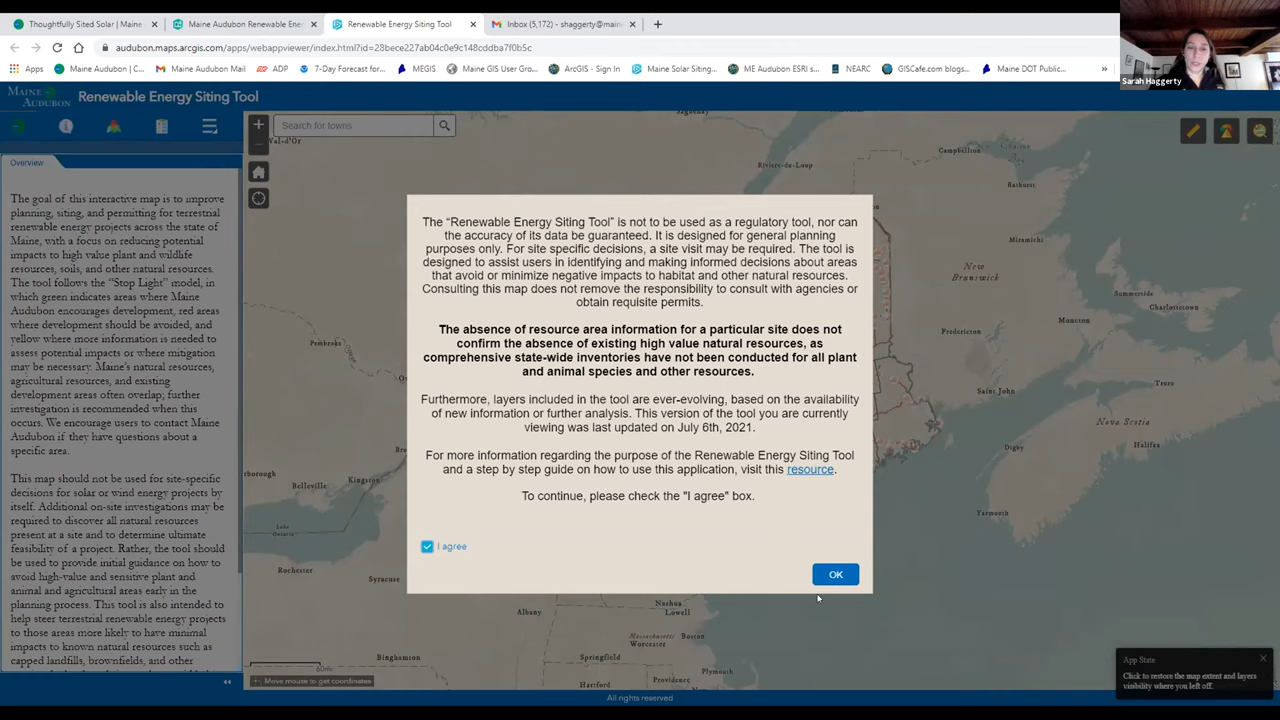 Thoughtfully Sited Solar | Maine
Maine Audubon Renewable Ene
Renewable Energy Siting Tool
Inbox (5,172) - shaggerty@main
audubon.maps.arcgis.com/apps/webappviewer/index.html?id=28bece227ab04c0e9c148cddba7f0b5c
Apps
Maine Audubon | C...
Maine Audubon Mail
ADP
7-Day Forecast for...
MEGIS
Maine GIS User Gro...
ArcGIS - Sign In
Maine Solar Siting...
ME Audubon ESRI s...
NEARC
GISCafe.com blogs...
Maine DOT Public...
Sarah Haggerty
MAINE AUDUBON
Renewable Energy Siting Tool
Search for towns
Overview
The goal of this interactive map is to improve
planning, siting, and permitting for terrestrial
renewable energy projects across the state of
Maine, with a focus on reducing potential
impacts to high value plant and wildlife
resources, soils, and other natural resources.
The tool follows the "Stop Light" model, in
which green indicates areas where Maine
Audubon encourages development, red areas
where development should be avoided, and
yellow where more information is needed to
assess potential impacts or where mitigation
may be necessary. Maine's natural resources,
agricultural resources, and existing
development areas often overlap; further
investigation is recommended when this
occurs. We encourage users to contact Maine
Audubon if they have questions about a
specific area.
This map should not be used for site-specific
decisions for solar or wind energy projects by
itself. Additional on-site investigations may be
required to discover all natural resources
present at a site and to determine ultimate
feasibility of a project. Rather, the tool should
be used to provide initial guidance on how to
avoid high-value and sensitive plant and
animal and agricultural areas early in the
planning process. This tool is also intended to
help steer terrestrial renewable energy projects
to those areas more likely to have minimal
impacts to known natural resources such as
capped landfills, brownfields, and other
The "Renewable Energy Siting Tool" is not to be used as a regulatory tool, nor can
the accuracy of its data be guaranteed. It is designed for general planning
purposes only. For site specific decisions, a site visit may be required. The tool is
designed to assist users in identifying and making informed decisions about areas
that avoid or minimize negative impacts to habitat and other natural resources.
Consulting this map does not remove the responsibility to consult with agencies or
obtain requisite permits.
The absence of resource area information for a particular site does not
confirm the absence of existing high value natural resources, as
comprehensive state-wide inventories have not been conducted for all plant
and animal species and other resources.
Furthermore, layers included in the tool are ever-evolving, based on the availability
of new information or further analysis. This version of the tool you are currently
viewing was last updated on July 6th, 2021.
For more information regarding the purpose of the Renewable Energy Siting Tool
and a step by step guide on how to use this application, visit this resource.
To continue, please check the "I agree" box.
I agree
OK
Val-d'Or
Riviere-du-Loup
Campbellton
Bathurst
Miramichi
New Brunswick
Summerside
Charlottetown
Moncton
Fredericton
Pembroke
Saint John
Truro
Nova Scotia
Digby
Halifax
Belleville
Kingston
Yarmouth
Lake Ontario
Rochester
Syracuse
Albany
Nashua
Lowell
Massachusetts
Boston
Worcester
Binghamton
Springfield
Plymouth
Hartford
Providence
60mi
Move mouse to get coordinates
All rights reserved
App State
Click to restore the map extent and layers
visibility where you left off.